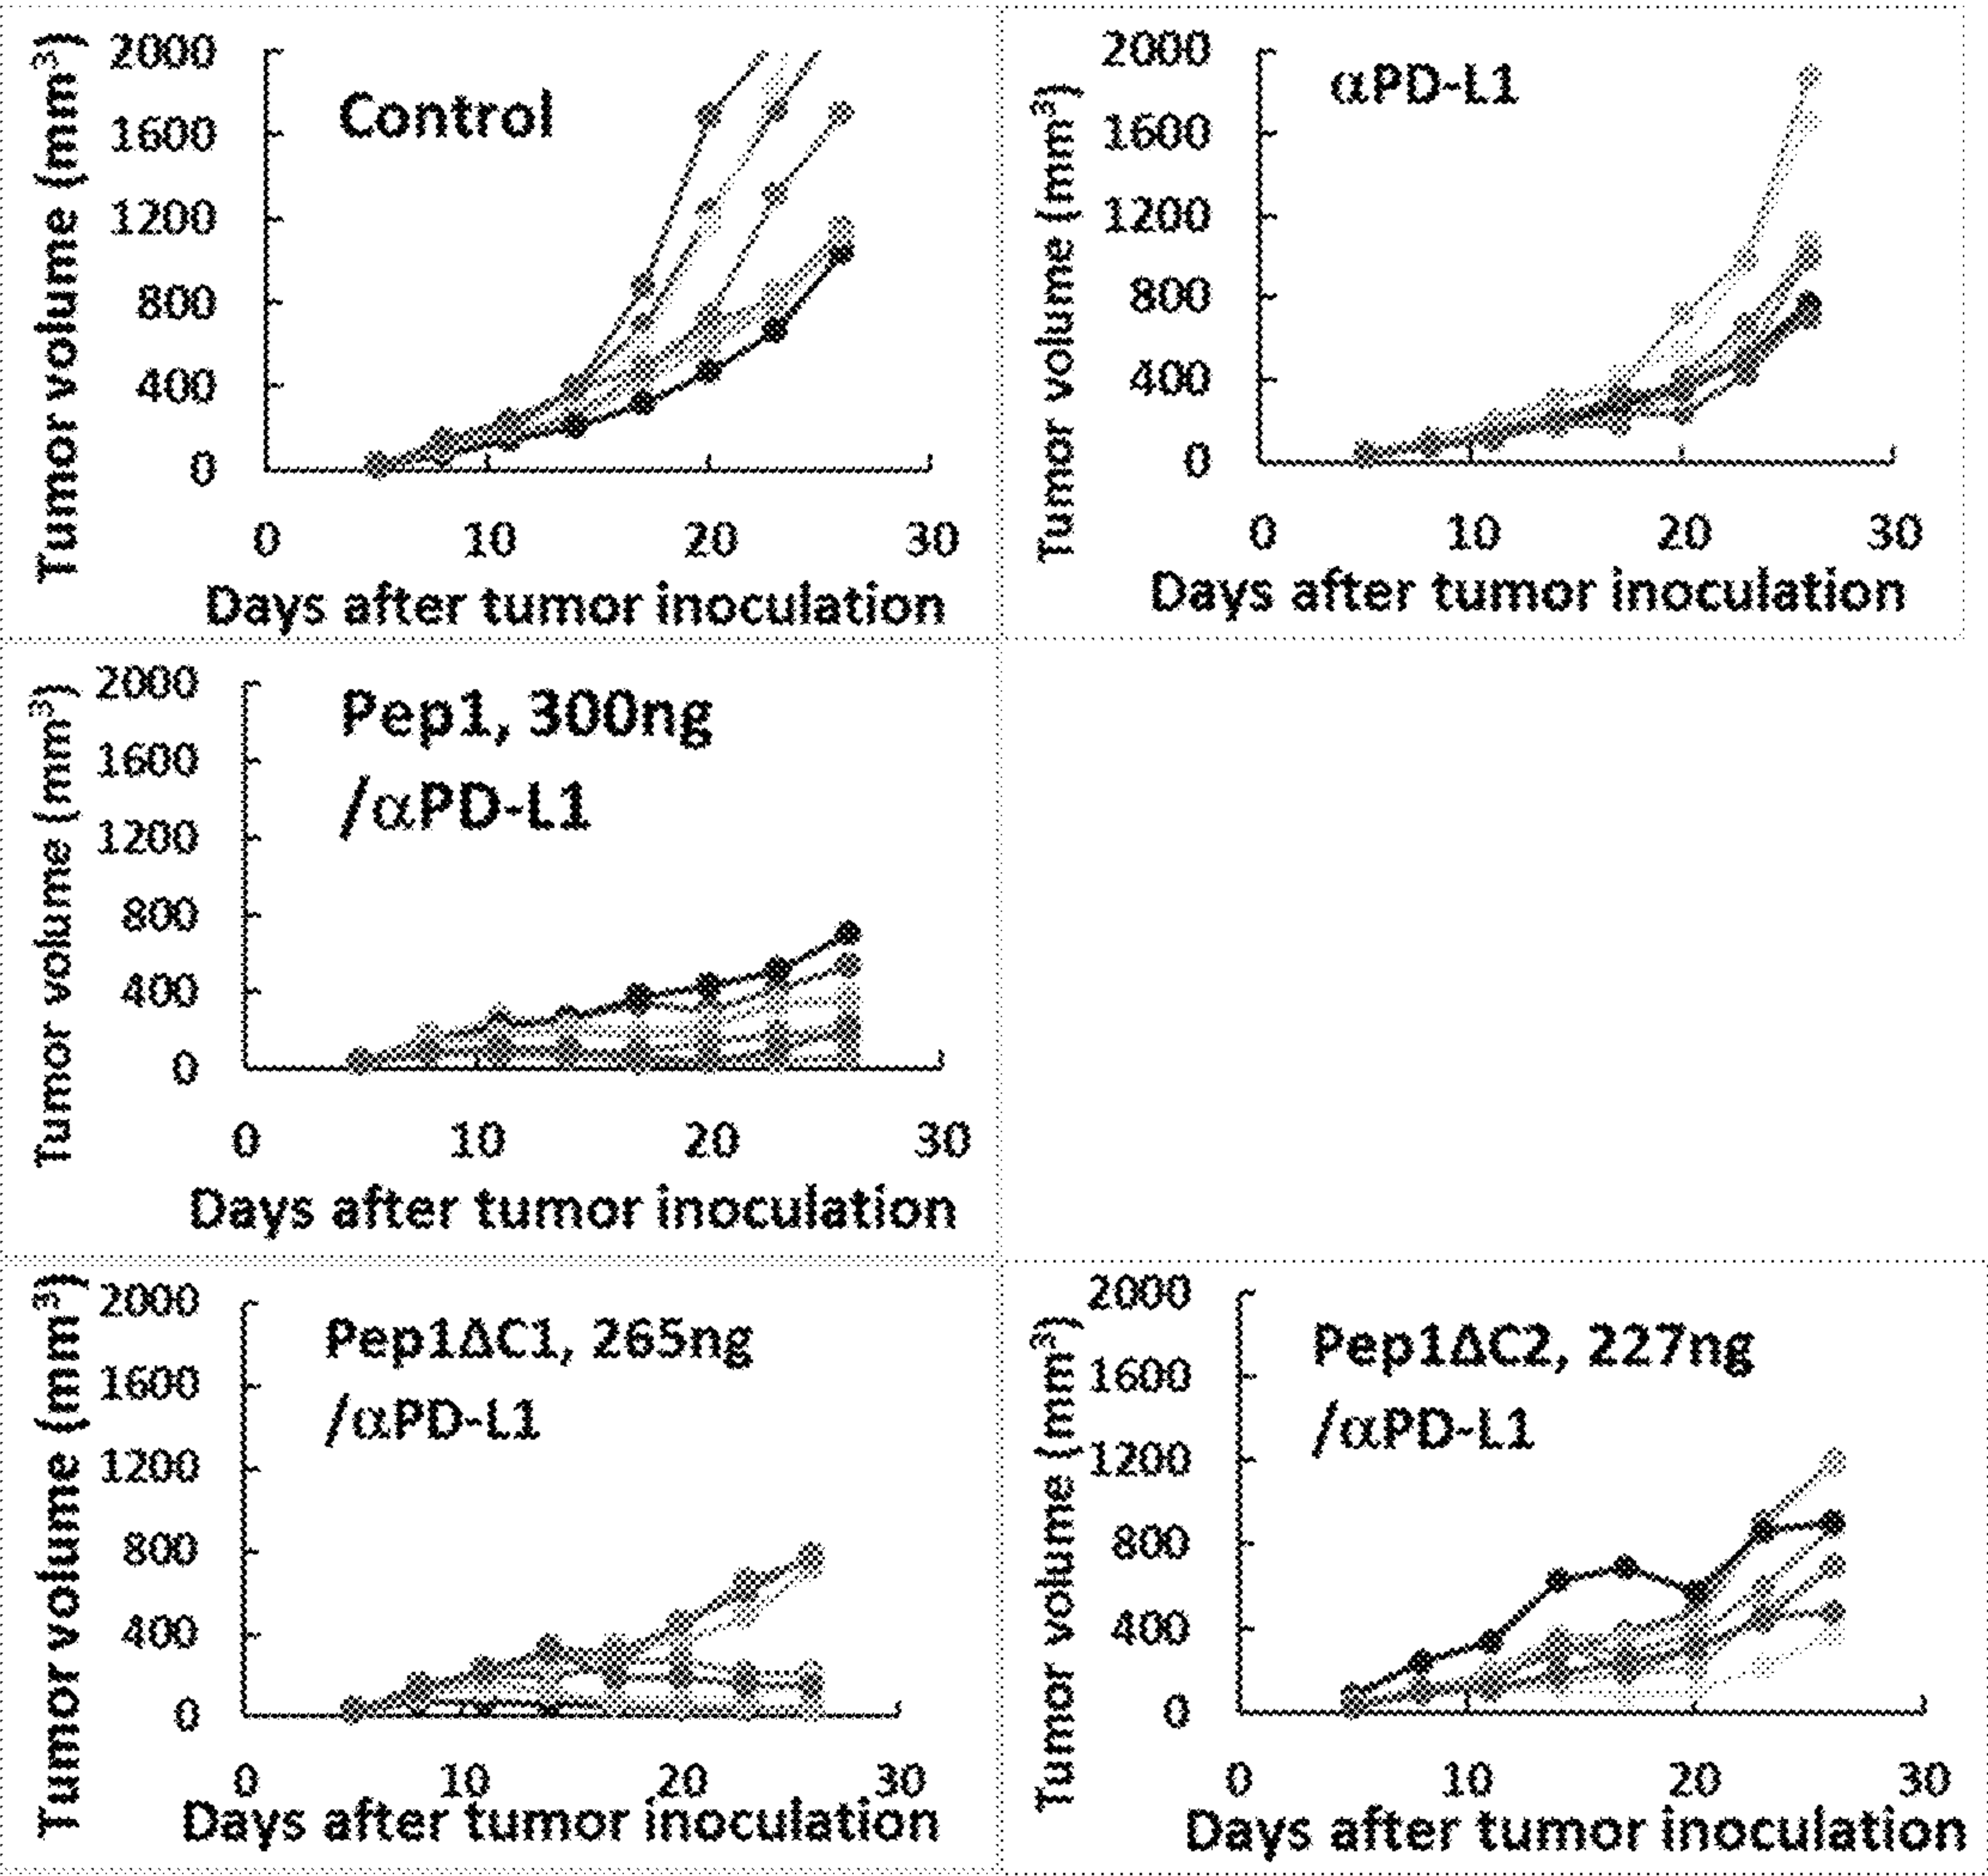 Tumor volume (mm³)
2000
1600
1200
800
400
0
Control
0 10 20 30
Days after tumor inoculation
Tumor volume (mm³)
2000
1600
1200
800
400
0
αPD-L1
0 10 20 30
Days after tumor inoculation
Tumor volume (mm³)
2000
1600
1200
800
400
0
Pep1, 300ng
/αPD-L1
0 10 20 30
Days after tumor inoculation
Tumor volume (mm³)
2000
1600
1200
800
400
0
Pep1ΔC1, 265ng
/αPD-L1
0 10 20 30
Days after tumor inoculation
Tumor volume (mm³)
2000
1600
1200
800
400
0
Pep1ΔC2, 227ng
/αPD-L1
0 10 20 30
Days after tumor inoculation